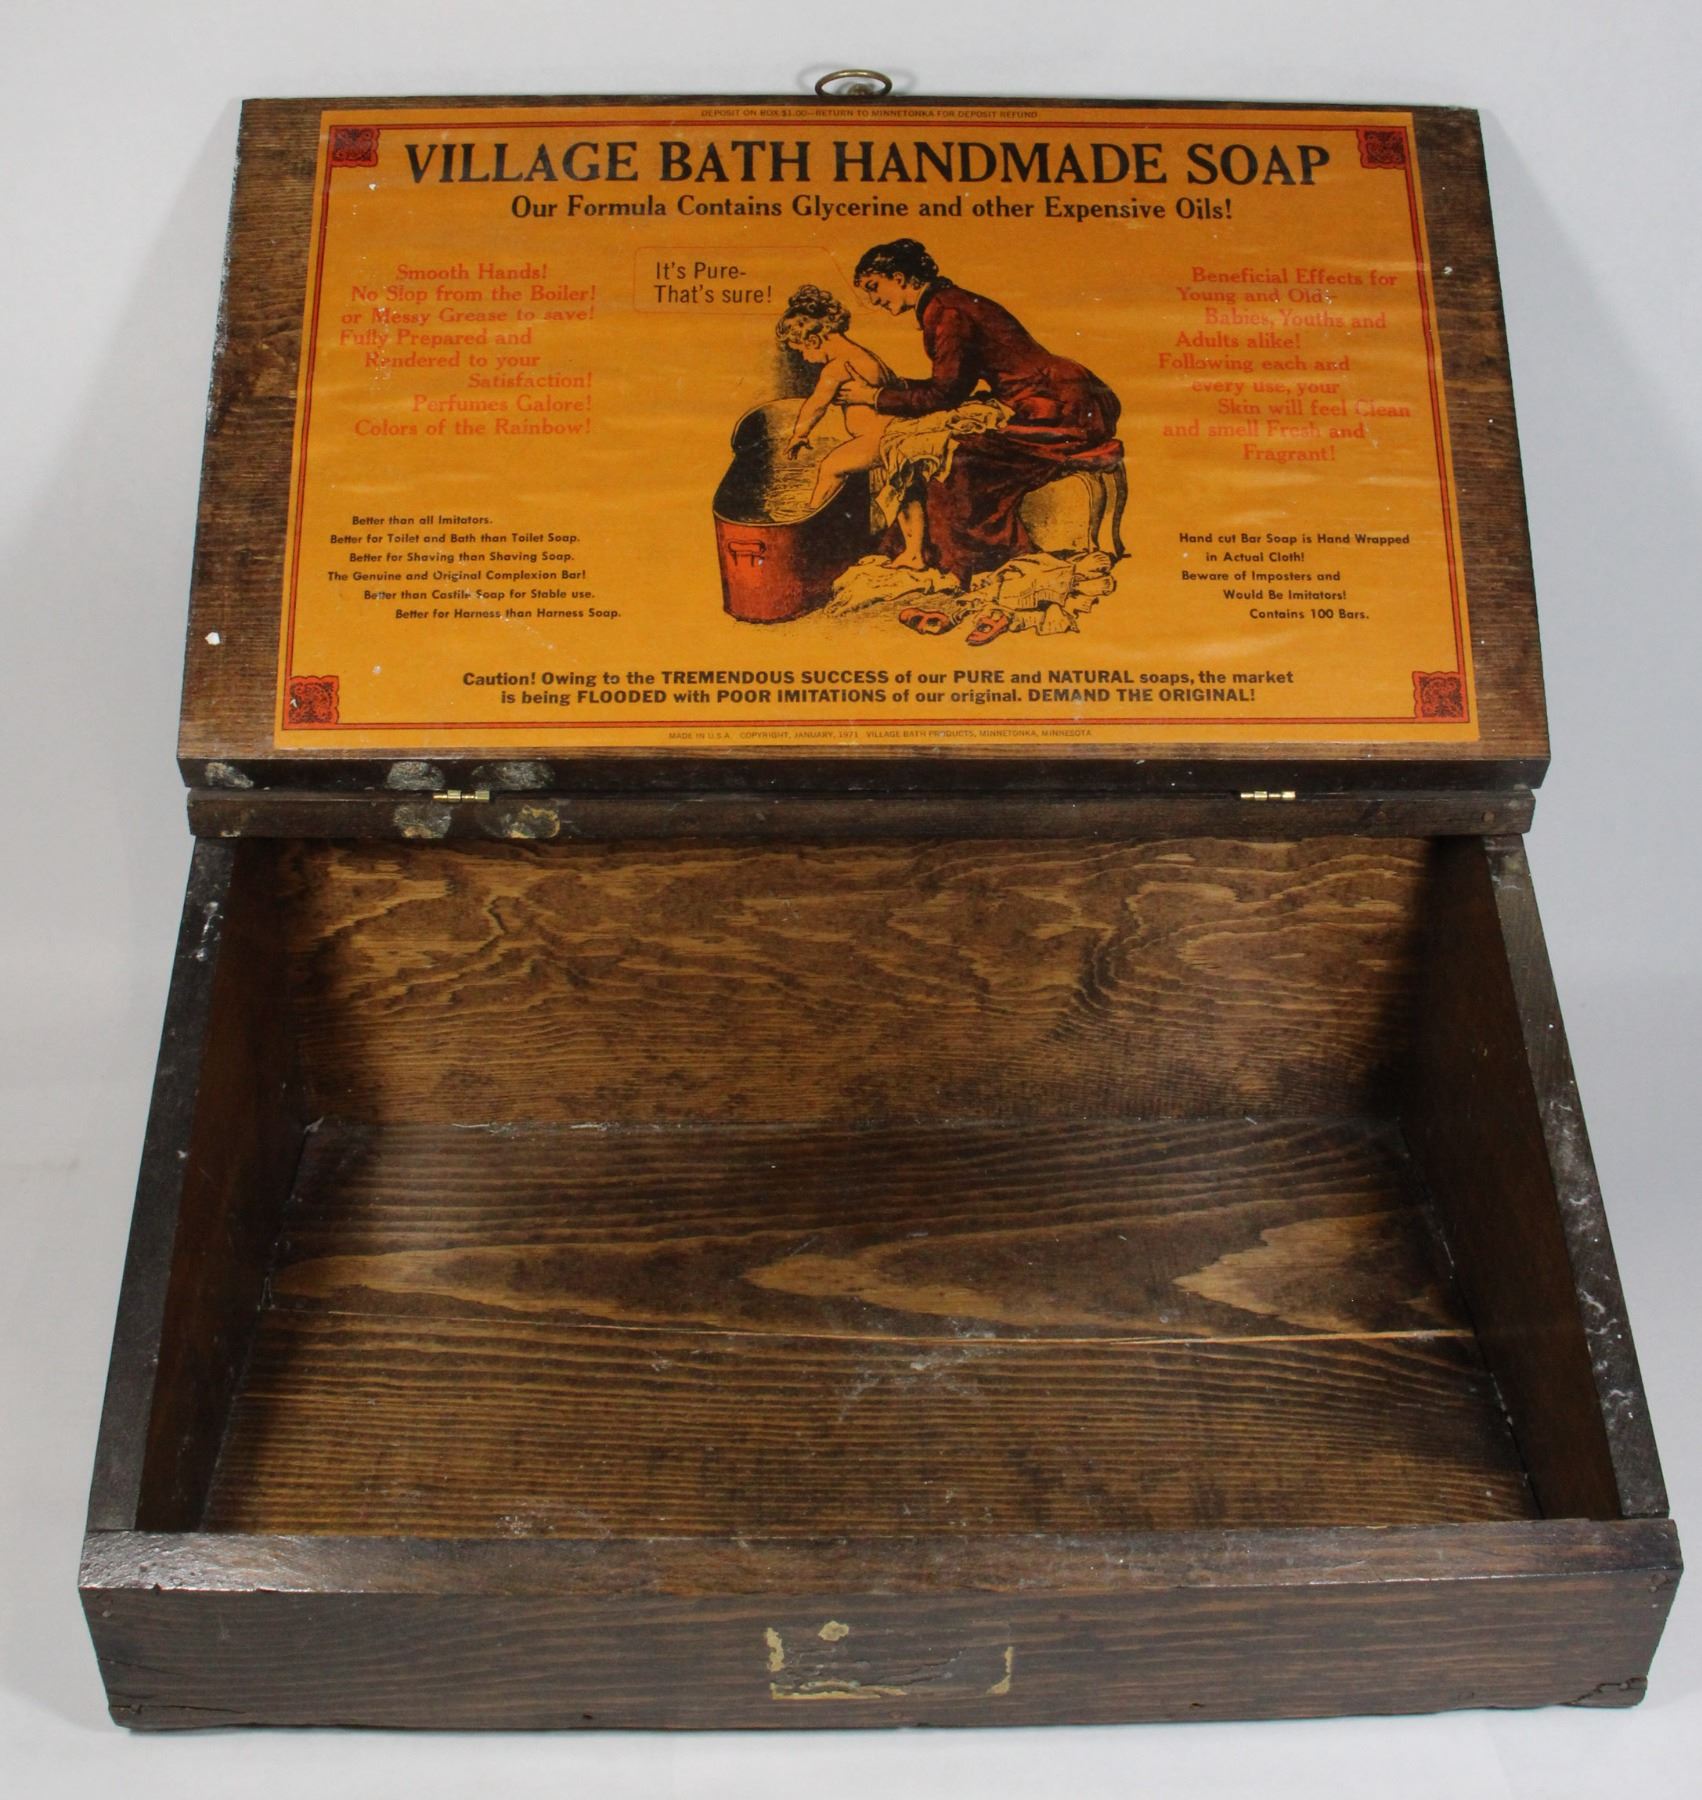 DEPOSIT ON BOX $1.00—RETURN TO MINNETONKA FOR DEPOSIT REFUND
VILLAGE BATH HANDMADE SOAP
Our Formula Contains Glycerine and other Expensive Oils!
It's Pure-
That's sure!
Smooth Hands!
No Slop from the Boiler!
or Messy Grease to save!
Fully Prepared and
Rendered to your
Satisfaction!
Perfumes Galore!
Colors of the Rainbow!
Beneficial Effects for
Young and Old;
Babies, Youths and
Adults alike!
Following each and
every use, your
Skin will feel Clean
and smell Fresh and
Fragrant!
Better than all Imitators.
Better for Toilet and Bath than Toilet Soap.
Better for Shaving than Shaving Soap.
The Genuine and Original Complexion Bar!
Better than Castile Soap for Stable use.
Better for Harness than Harness Soap.
Hand cut Bar Soap is Hand Wrapped
in Actual Cloth!
Beware of Imposters and
Would Be Imitators!
Contains 100 Bars.
Caution! Owing to the TREMENDOUS SUCCESS of our PURE and NATURAL soaps, the market
is being FLOODED with POOR IMITATIONS of our original. DEMAND THE ORIGINAL!
MADE IN U.S.A. COPYRIGHT, JANUARY, 1971 VILLAGE BATH PRODUCTS, MINNETONKA, MINNESOTA